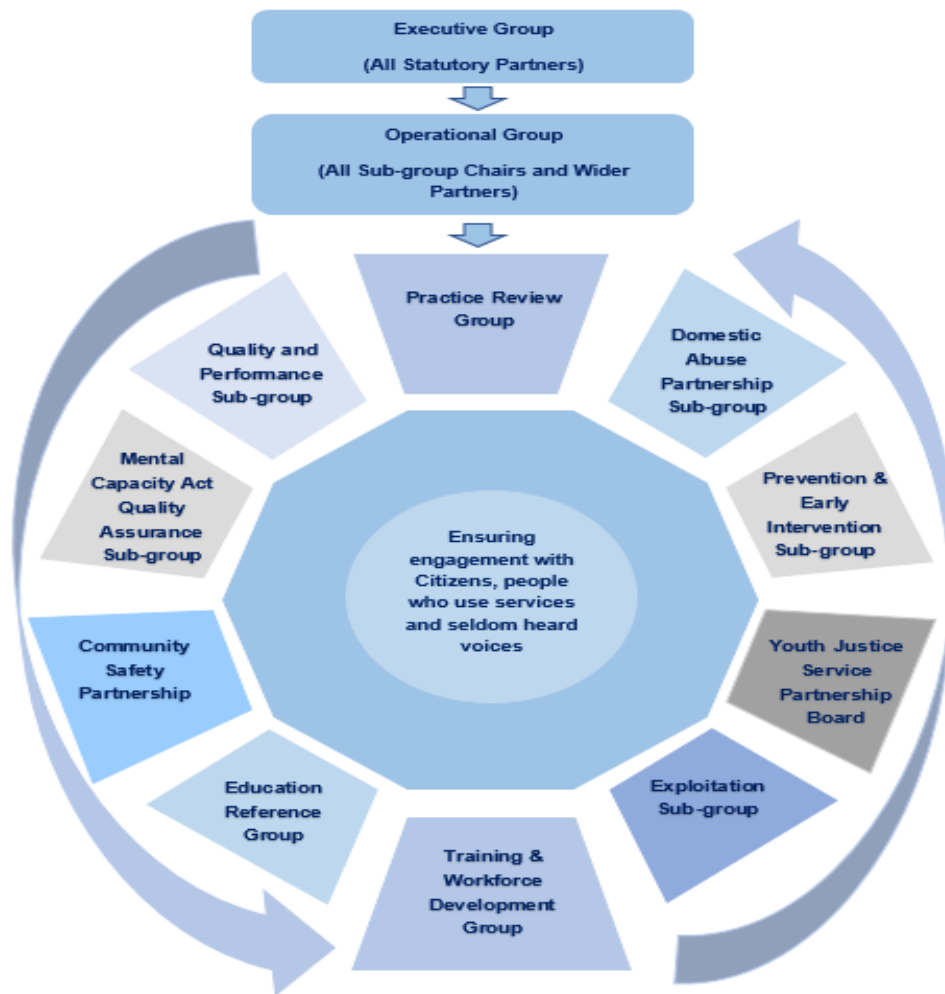 Executive Group
(All Statutory Partners)
Operational Group
(All Sub-group Chairs and Wider
Partners)
Practice Review
Group
Domestic
Abuse
Partnership
Sub-group
Prevention &
Early
Intervention
Sub-group
Youth Justice
Service
Partnership
Board
Exploitation
Sub-group
Training &
Workforce
Development
Group
Education
Reference
Group
Community
Safety
Partnership
Mental
Capacity Act
Quality
Assurance
Sub-group
Quality and
Performance
Sub-group
Ensuring
engagement with
Citizens, people
who use services
and seldom heard
voices